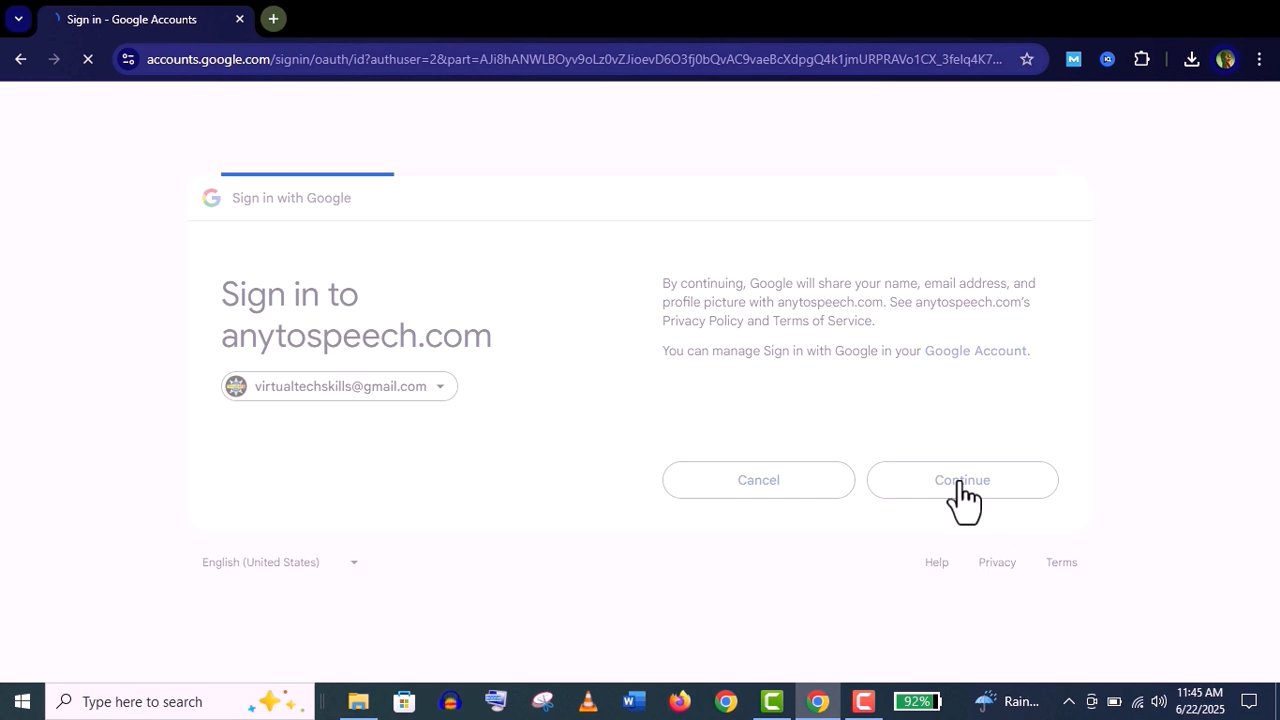 Sign in - Google Accounts
accounts.google.com/signin/oauth/id?authuser=2&part=AJi8hANWLBOyv9oLz0vZJioevD6O3fj0bQvAC9vaeBcXdpgQ4k1jmURPRAVo1CX_3feIq4K7...
Sign in with Google
Sign in to
anytospeech.com
virtualtechskills@gmail.com
By continuing, Google will share your name, email address, and
profile picture with anytospeech.com. See anytospeech.com's
Privacy Policy and Terms of Service.
You can manage Sign in with Google in your Google Account.
Cancel
Continue
English (United States)
Help
Privacy
Terms
Type here to search
92%
Rain...
11:45 AM
6/22/2025